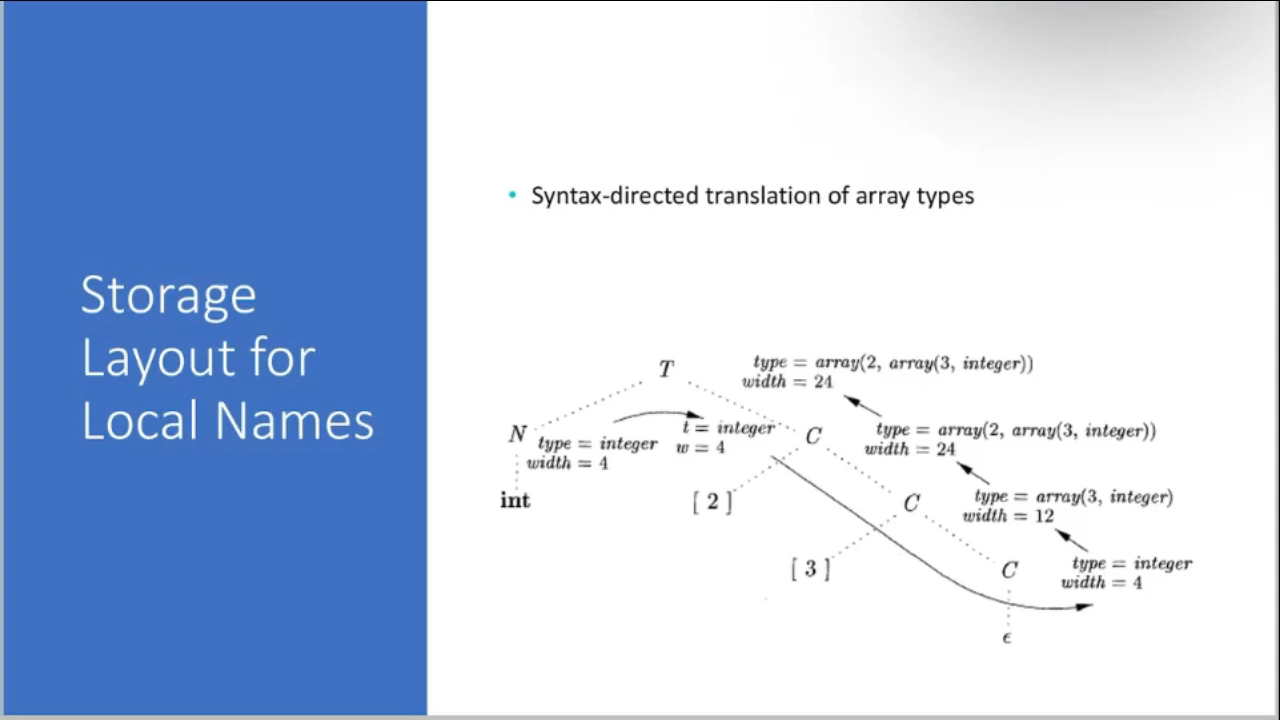 Storage
Layout for
Local Names
• Syntax-directed translation of array types
T
type = array(2, array(3, integer))
width = 24
N
type = integer
width = 4
t = integer
w = 4
C
type = array(2, array(3, integer))
width = 24
int
[ 2 ]
C
type = array(3, integer)
width = 12
[ 3 ]
C
type = integer
width = 4
ϵ